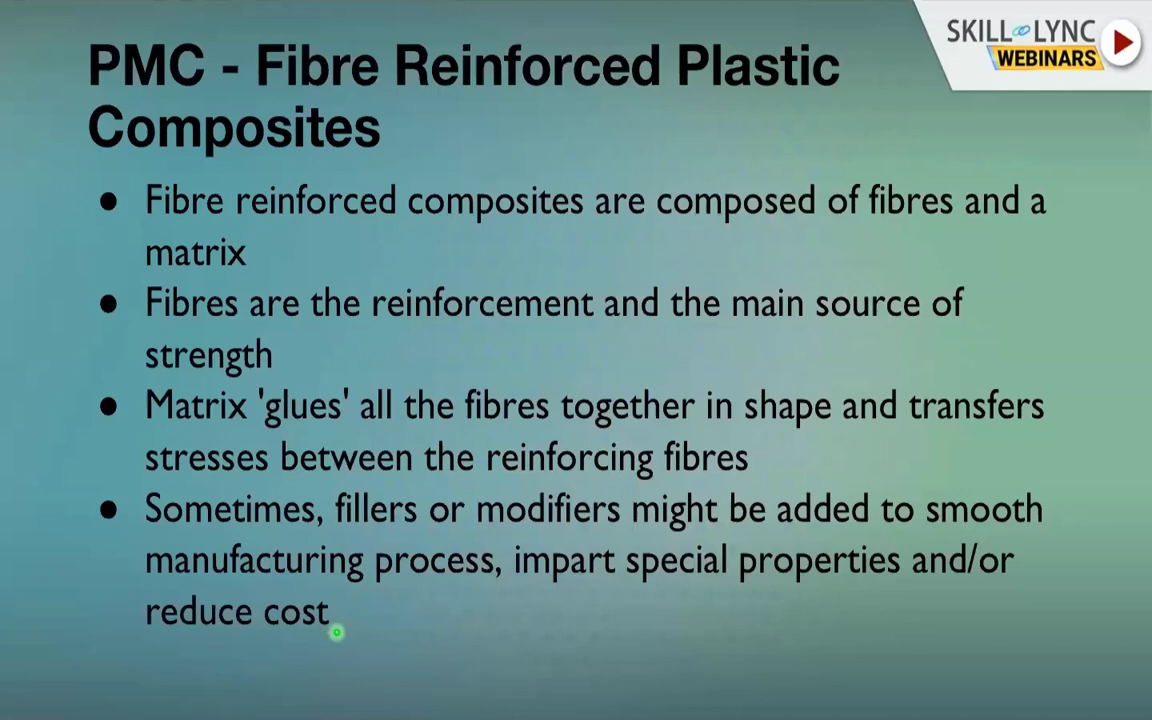 SKILL LYNC
WEBINARS
PMC - Fibre Reinforced Plastic
Composites
● Fibre reinforced composites are composed of fibres and a
matrix
● Fibres are the reinforcement and the main source of
strength
● Matrix 'glues' all the fibres together in shape and transfers
stresses between the reinforcing fibres
● Sometimes, fillers or modifiers might be added to smooth
manufacturing process, impart special properties and/or
reduce cost